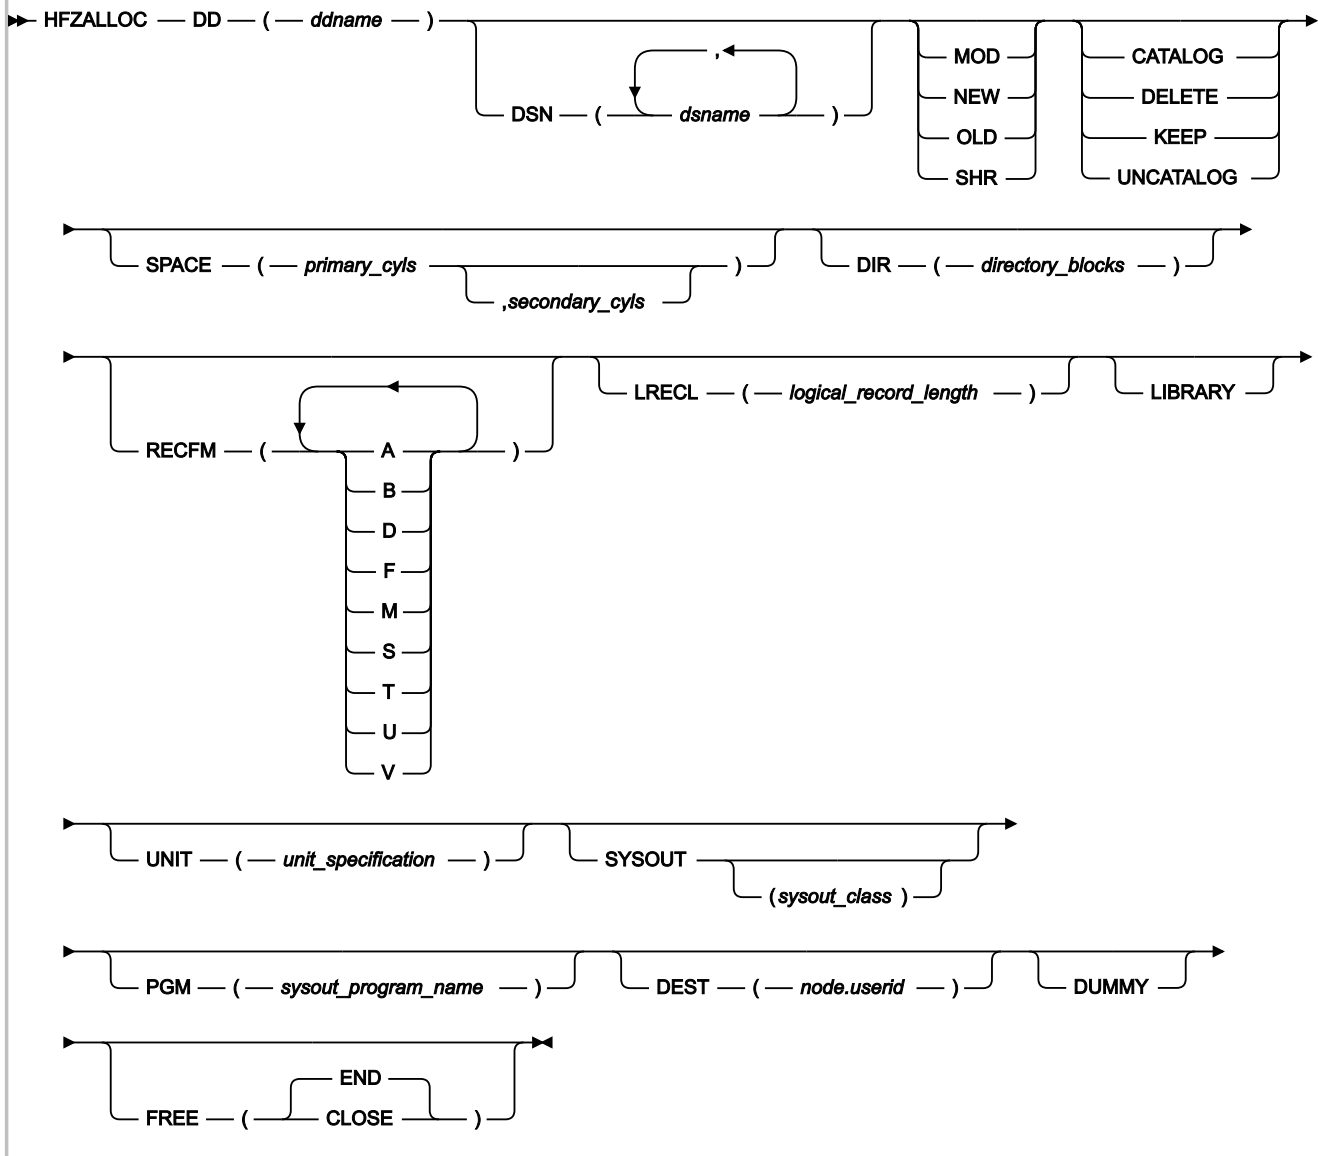 HFZALLOC DD ( ddname )
,
DSN ( dsname )
MOD
NEW
OLD
SHR
CATALOG
DELETE
KEEP
UNCATALOG
SPACE ( primary_cyls )
,secondary_cyls
DIR ( directory_blocks )
RECFM ( A )
B
D
F
M
S
T
U
V
LRECL ( logical_record_length )
LIBRARY
UNIT ( unit_specification )
SYSOUT
(sysout_class )
PGM ( sysout_program_name )
DEST ( node.userid )
DUMMY
END
FREE ( CLOSE )